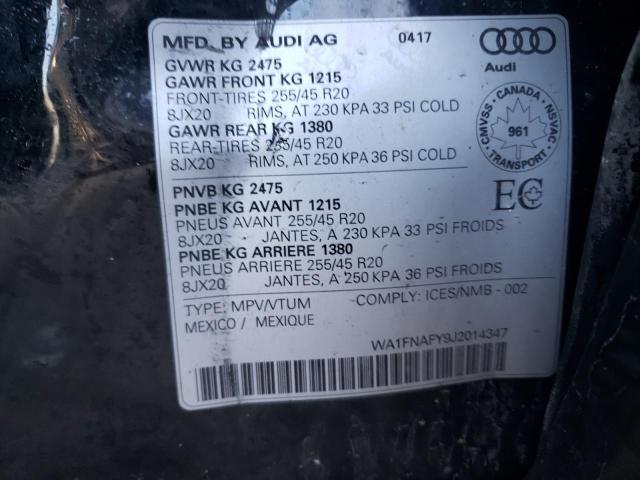 MFD. BY AUDI AG 0417
GVWR KG 2475
Audi
GAWR FRONT KG 1215
FRONT-TIRES 255/45 R20
8JX20 RIMS, AT 230 KPA 33 PSI COLD
GAWR REAR KG 1380
REAR-TIRES 255/45 R20
8JX20 RIMS, AT 250 KPA 36 PSI COLD
CANADA
CMVSS - NSVAC
961
TRANSPORT
PNVB KG 2475
PNBE KG AVANT 1215
PNEUS AVANT 255/45 R20
8JX20 JANTES, A 230 KPA 33 PSI FROIDS
PNBE KG ARRIERE 1380
PNEUS ARRIERE 255/45 R20
8JX20 JANTES, A 250 KPA 36 PSI FROIDS
EC
TYPE: MPV/VTUM COMPLY: ICES/NMB - 002
MEXICO / MEXIQUE
WA1FNAFY9J2014347